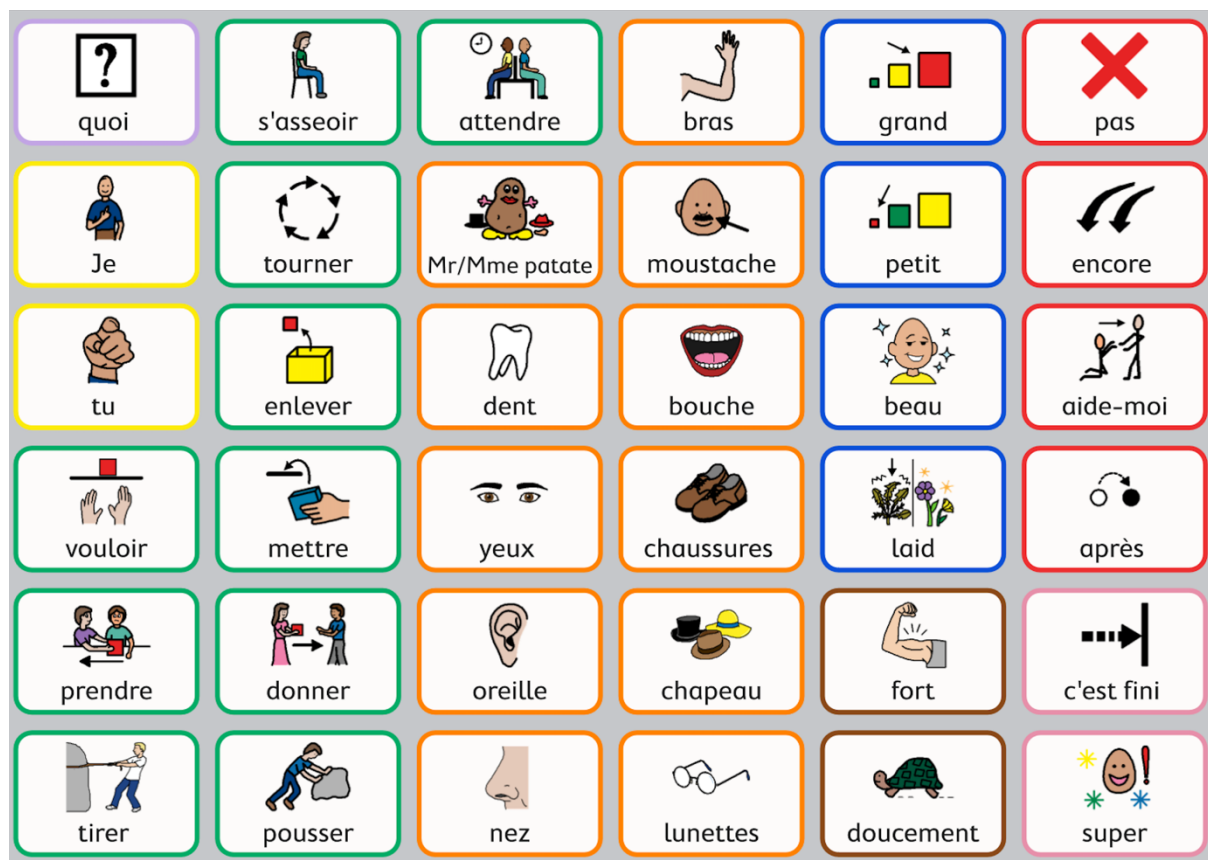 ?
quoi
s'asseoir
attendre
bras
grand
pas
Je
tourner
Mr/Mme patate
moustache
petit
encore
tu
enlever
dent
bouche
beau
aide-moi
vouloir
mettre
yeux
chaussures
laid
après
prendre
donner
oreille
chapeau
fort
c'est fini
!
tirer
pousser
nez
lunettes
doucement
super